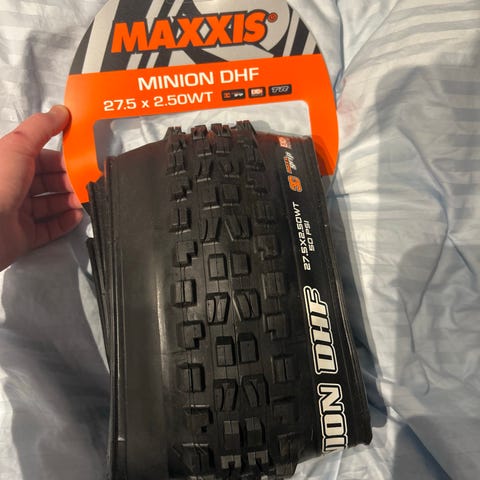 MAXXIS®
MINION DHF
27.5 x 2.50WT
27.5X2.50WT
50 PSI
MINION DHF